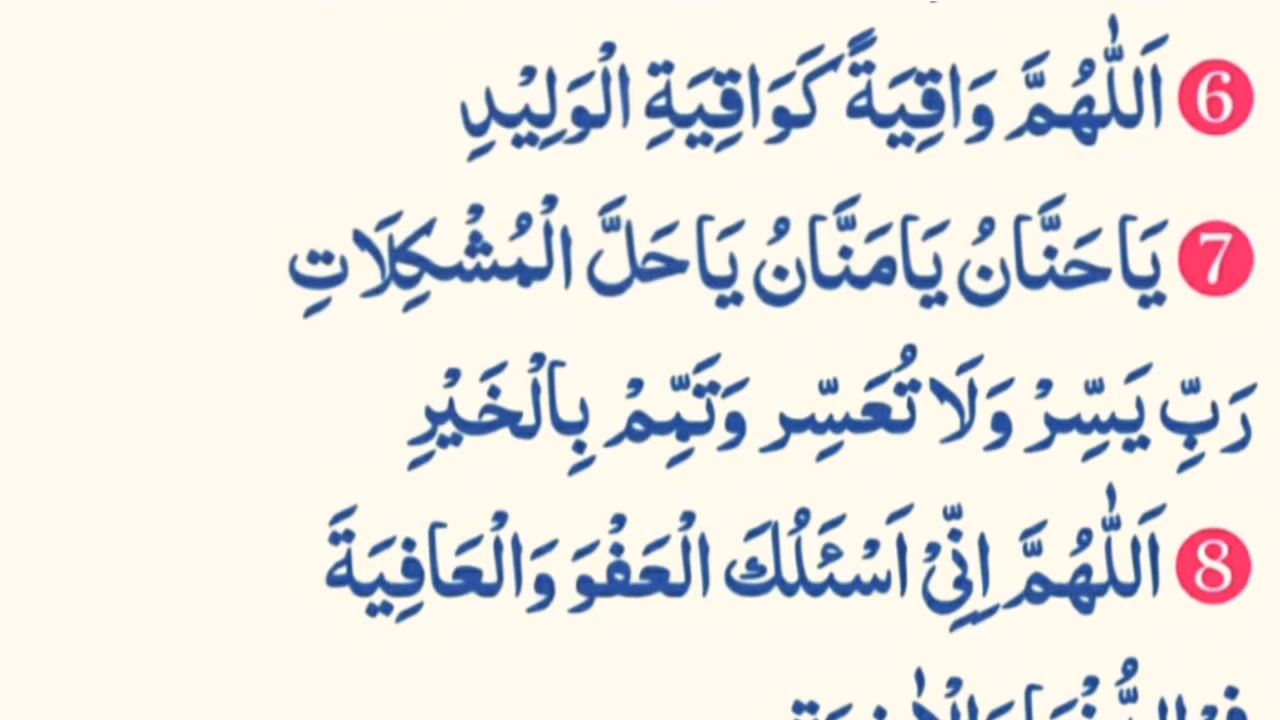 6 اَللّٰهُمَّ وَاقِيَةً كَوَاقِيَةِ الْوَلِيْدِ
7 يَاحَنَّانُ يَامَنَّانُ يَاحَلَّ الْمُشْكِلَاتِ
رَبِّ يَسِّرْ وَلَا تُعَسِّر وَتَمِّمْ بِالْخَيْرِ
8 اَللّٰهُمَّ اِنِّىْ اَسْئَلُكَ الْعَفْوَ وَالْعَافِيَةَ